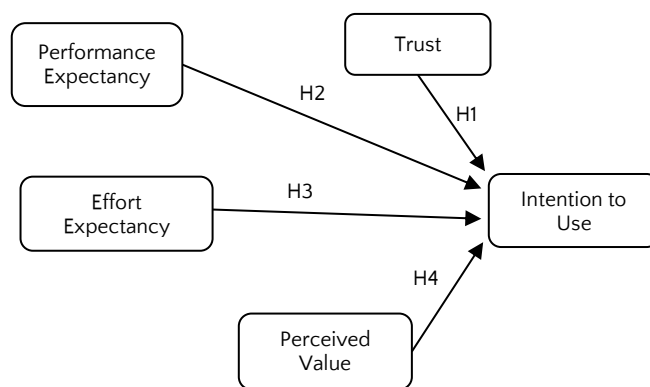 Performance
Expectancy
Trust
H2
H1
Effort
Expectancy
H3
Intention to
Use
H4
Perceived
Value